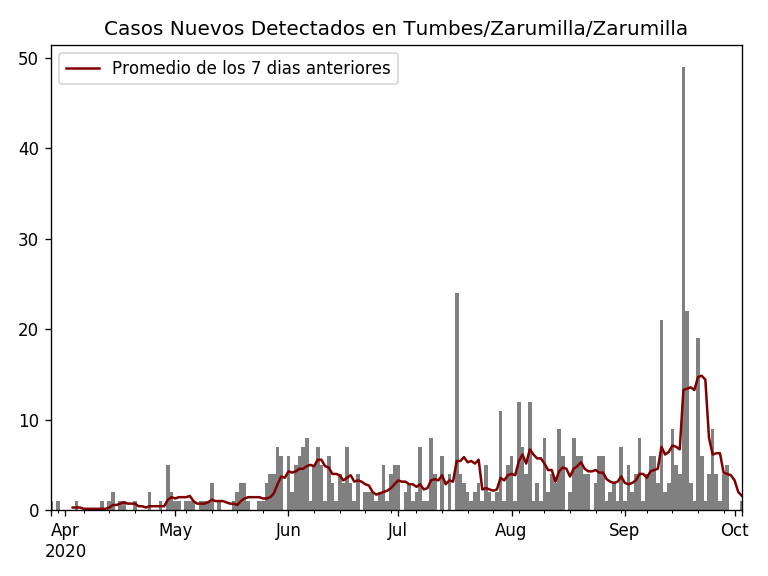 Casos Nuevos Detectados en Tumbes/Zarumilla/Zarumilla
Promedio de los 7 dias anteriores
50
40
30
20
10
0
Apr May Jun Jul Aug Sep Oct
2020